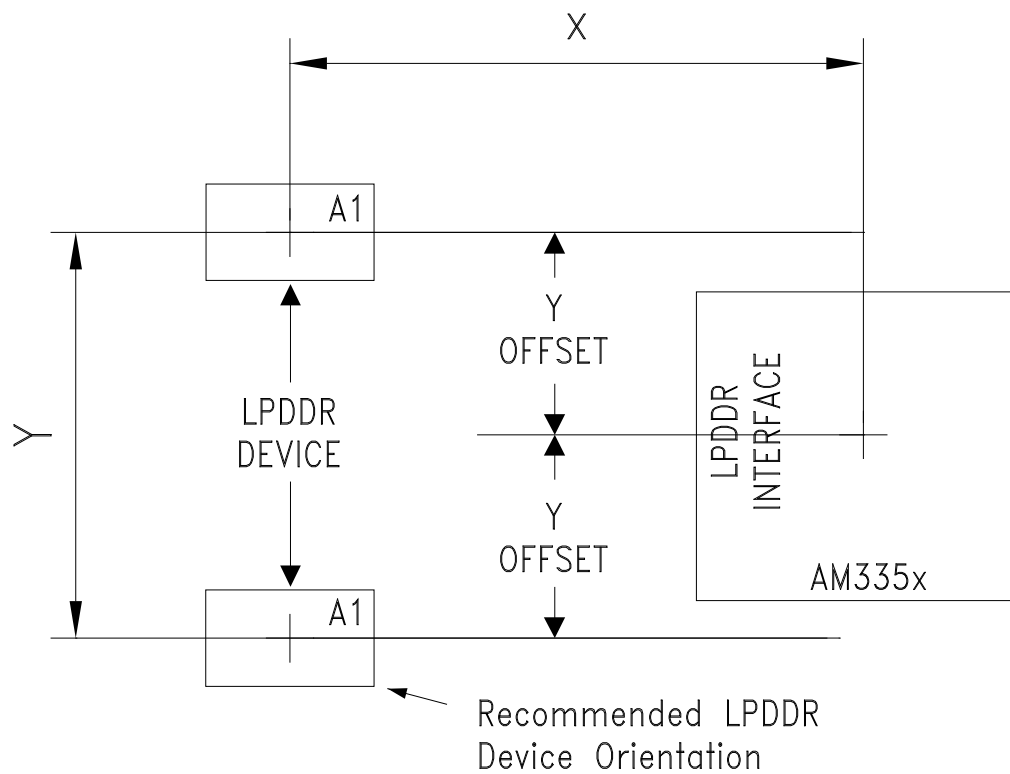 X
A1
Y
OFFSET
LPDDR
INTERFACE
LPDDR
DEVICE
Y
Y
OFFSET
AM335x
A1
Recommended LPDDR
Device Orientation